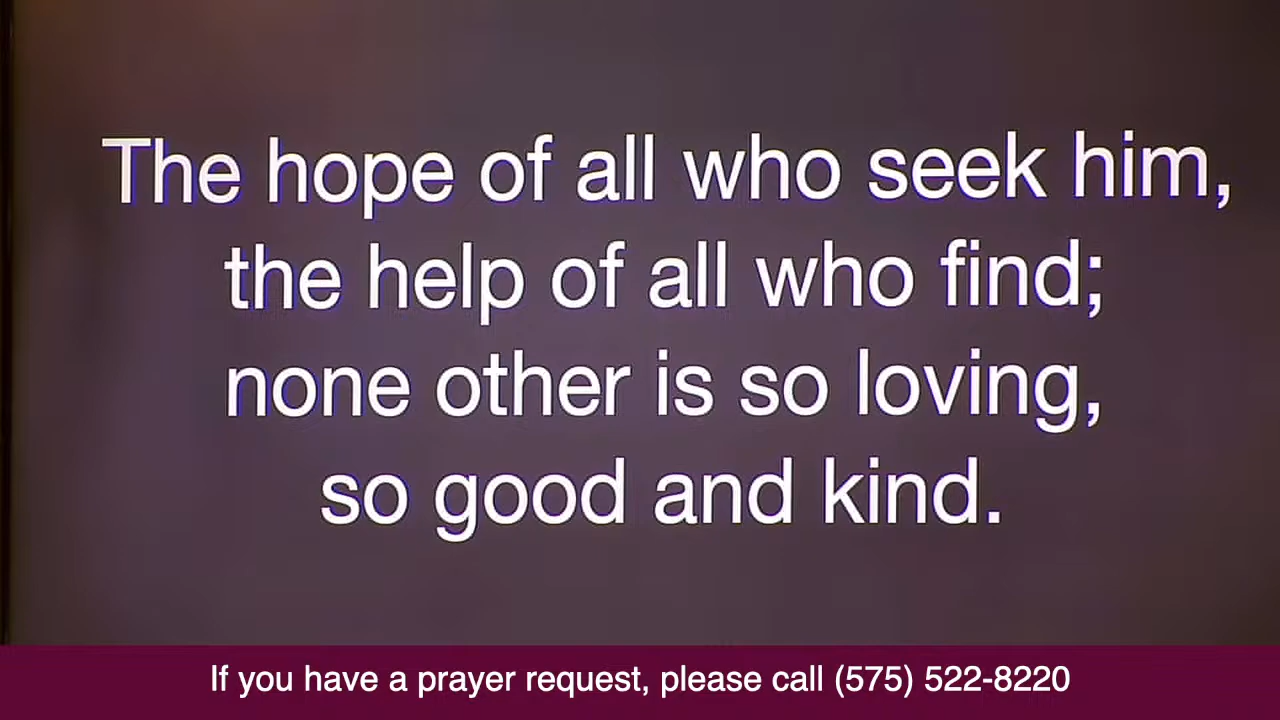 The hope of all who seek him,
the help of all who find;
none other is so loving,
so good and kind.
If you have a prayer request, please call (575) 522-8220